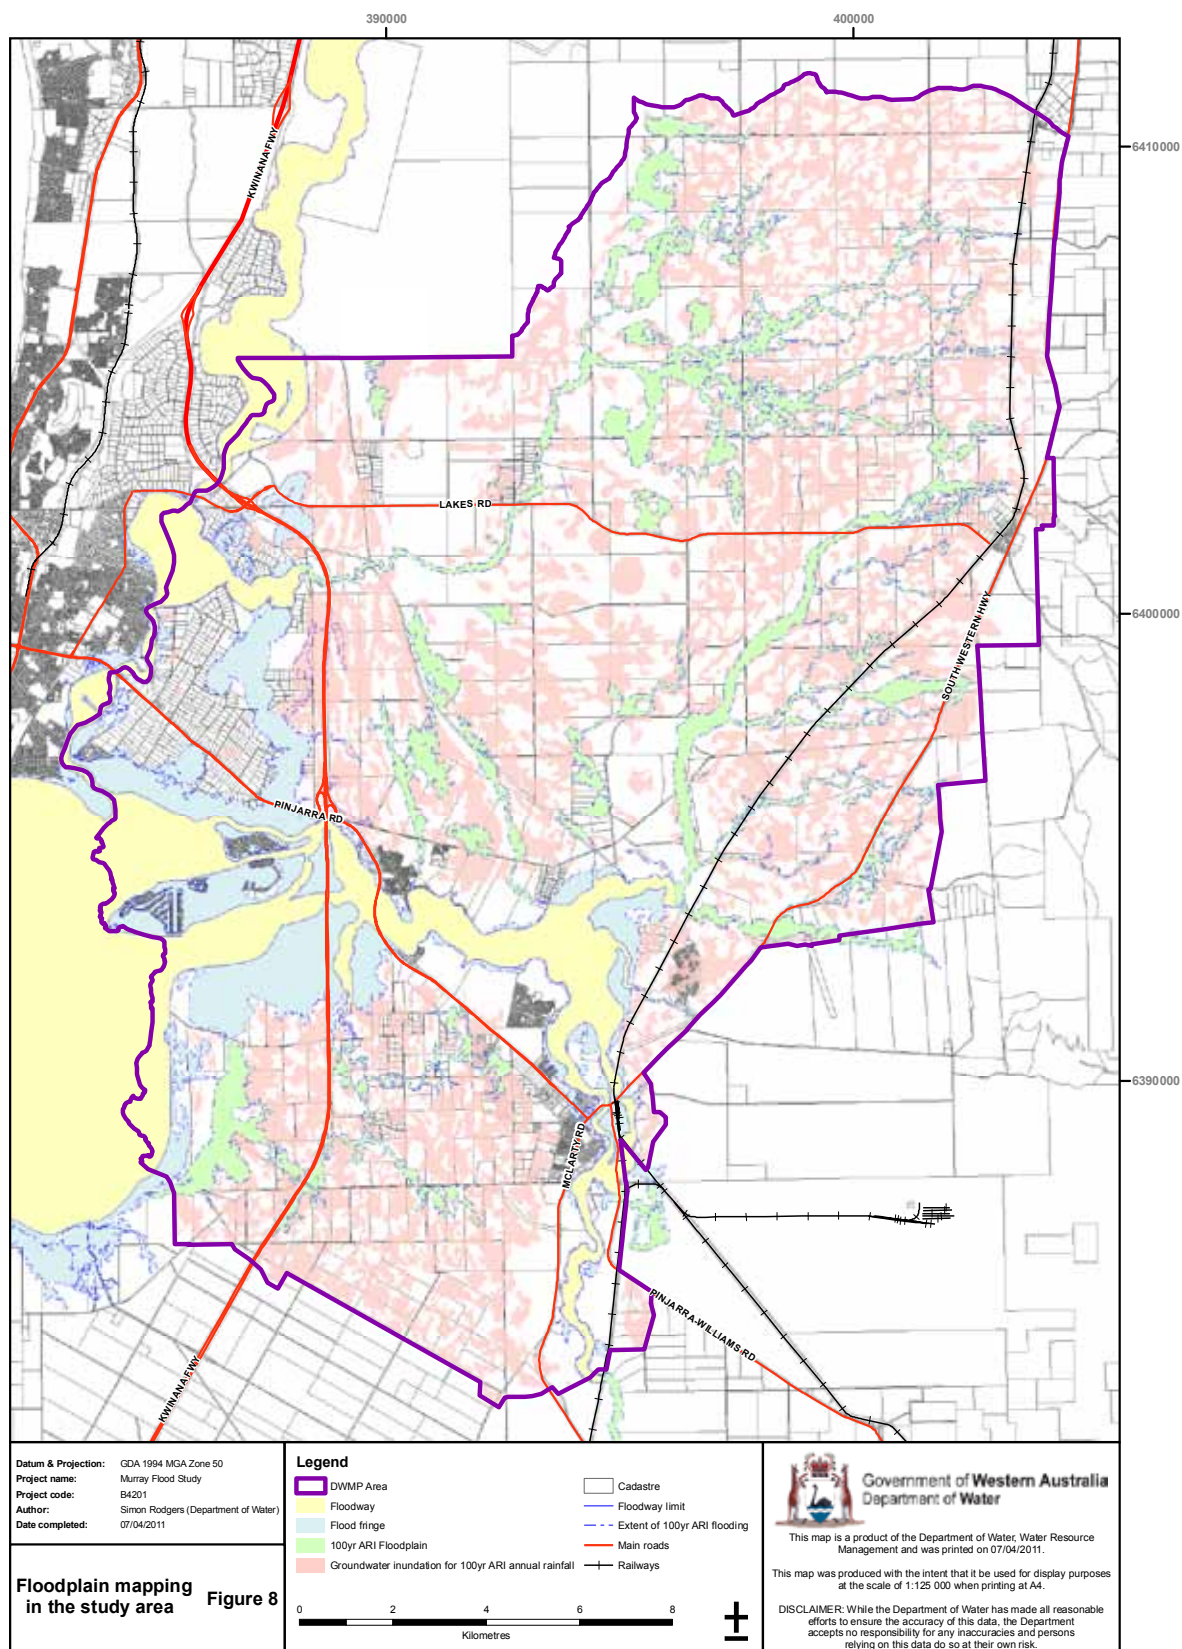 390000
400000
KWINANA FWY
6410000
LAKES RD
6400000
SOUTH WESTERN HWY
PINJARRA RD
6390000
MCLARTY RD
PINJARRA-WILLIAMS RD
KWINANA FWY
Datum & Projection: GDA 1994 MGA Zone 50
Project name: Murray Flood Study
Project code: B4201
Author: Simon Rodgers (Department of Water)
Date completed: 07/04/2011
Floodplain mapping
in the study area
Figure 8
Legend
DWMP Area
Floodway
Flood fringe
100yr ARI Floodplain
Groundwater inundation for 100yr ARI annual rainfall
Cadastre
Floodway limit
Extent of 100yr ARI flooding
Main roads
Railways
0 2 4 6 8
Kilometres
Government of Western Australia
Department of Water
This map is a product of the Department of Water, Water Resource
Management and was printed on 07/04/2011.
This map was produced with the intent that it be used for display purposes
at the scale of 1:125 000 when printing at A4.
DISCLAIMER: While the Department of Water has made all reasonable
efforts to ensure the accuracy of this data, the Department
accepts no responsibility for any inaccuracies and persons
relying on this data do so at their own risk.